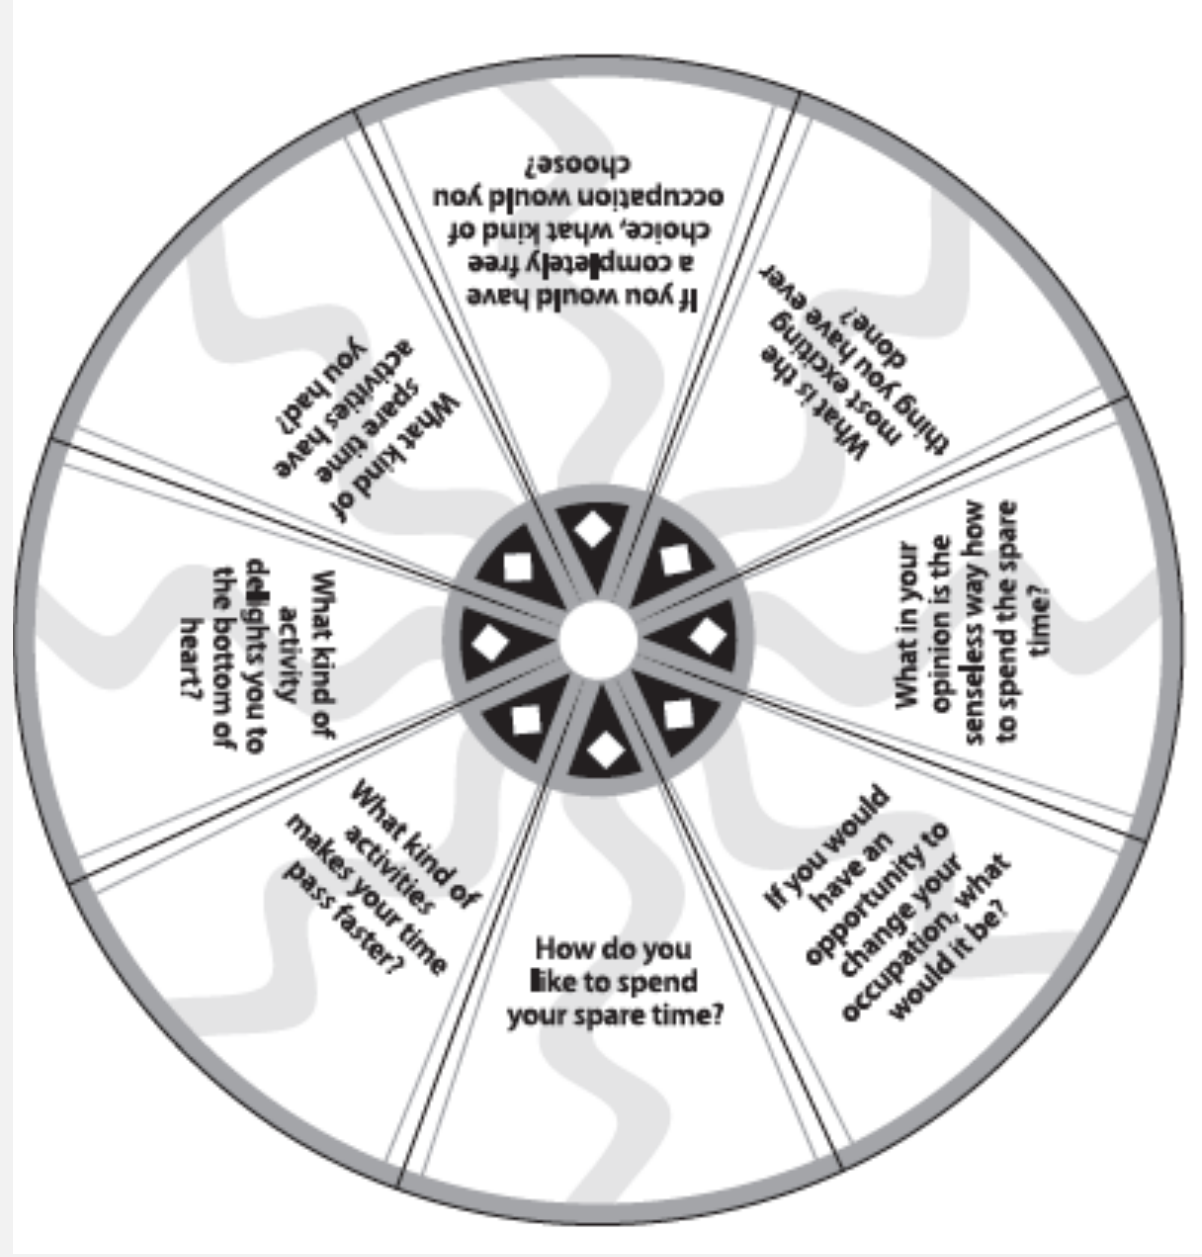 If you would have
a completely free
choice, what kind of
occupation would you
choose?
What is the
most exciting
thing you have ever
done?
What in your
opinion is the
senseless way how
to spend the spare
time?
If you would
have an
opportunity to
change your
occupation, what
would it be?
How do you
like to spend
your spare time?
What kind of
activities
makes your time
pass faster?
What kind of
activity
delights you to
the bottom of
heart?
What kind of
spare time
activities have
you had?